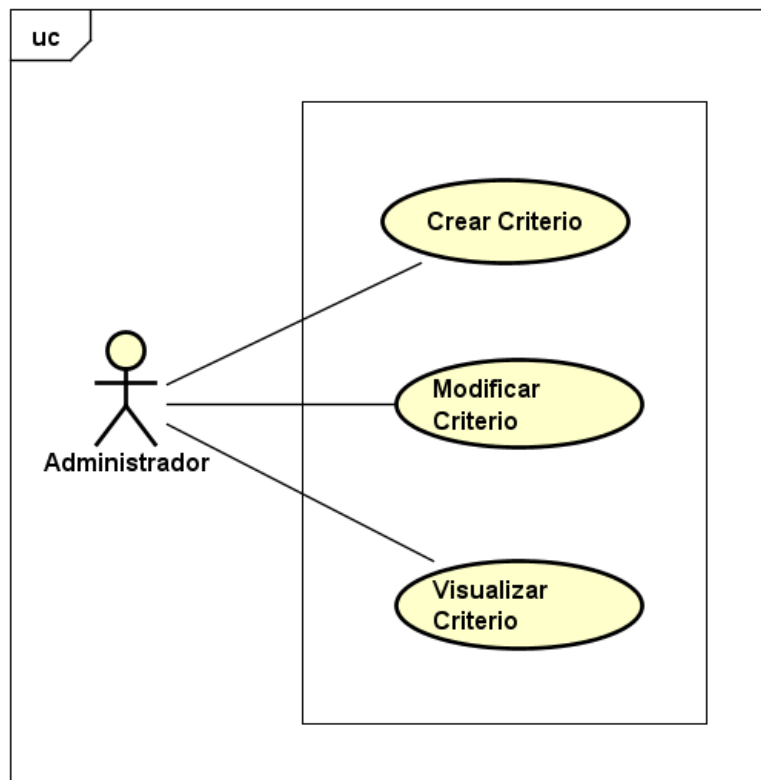 uc
Crear Criterio
Modificar
Criterio
Administrador
Visualizar
Criterio